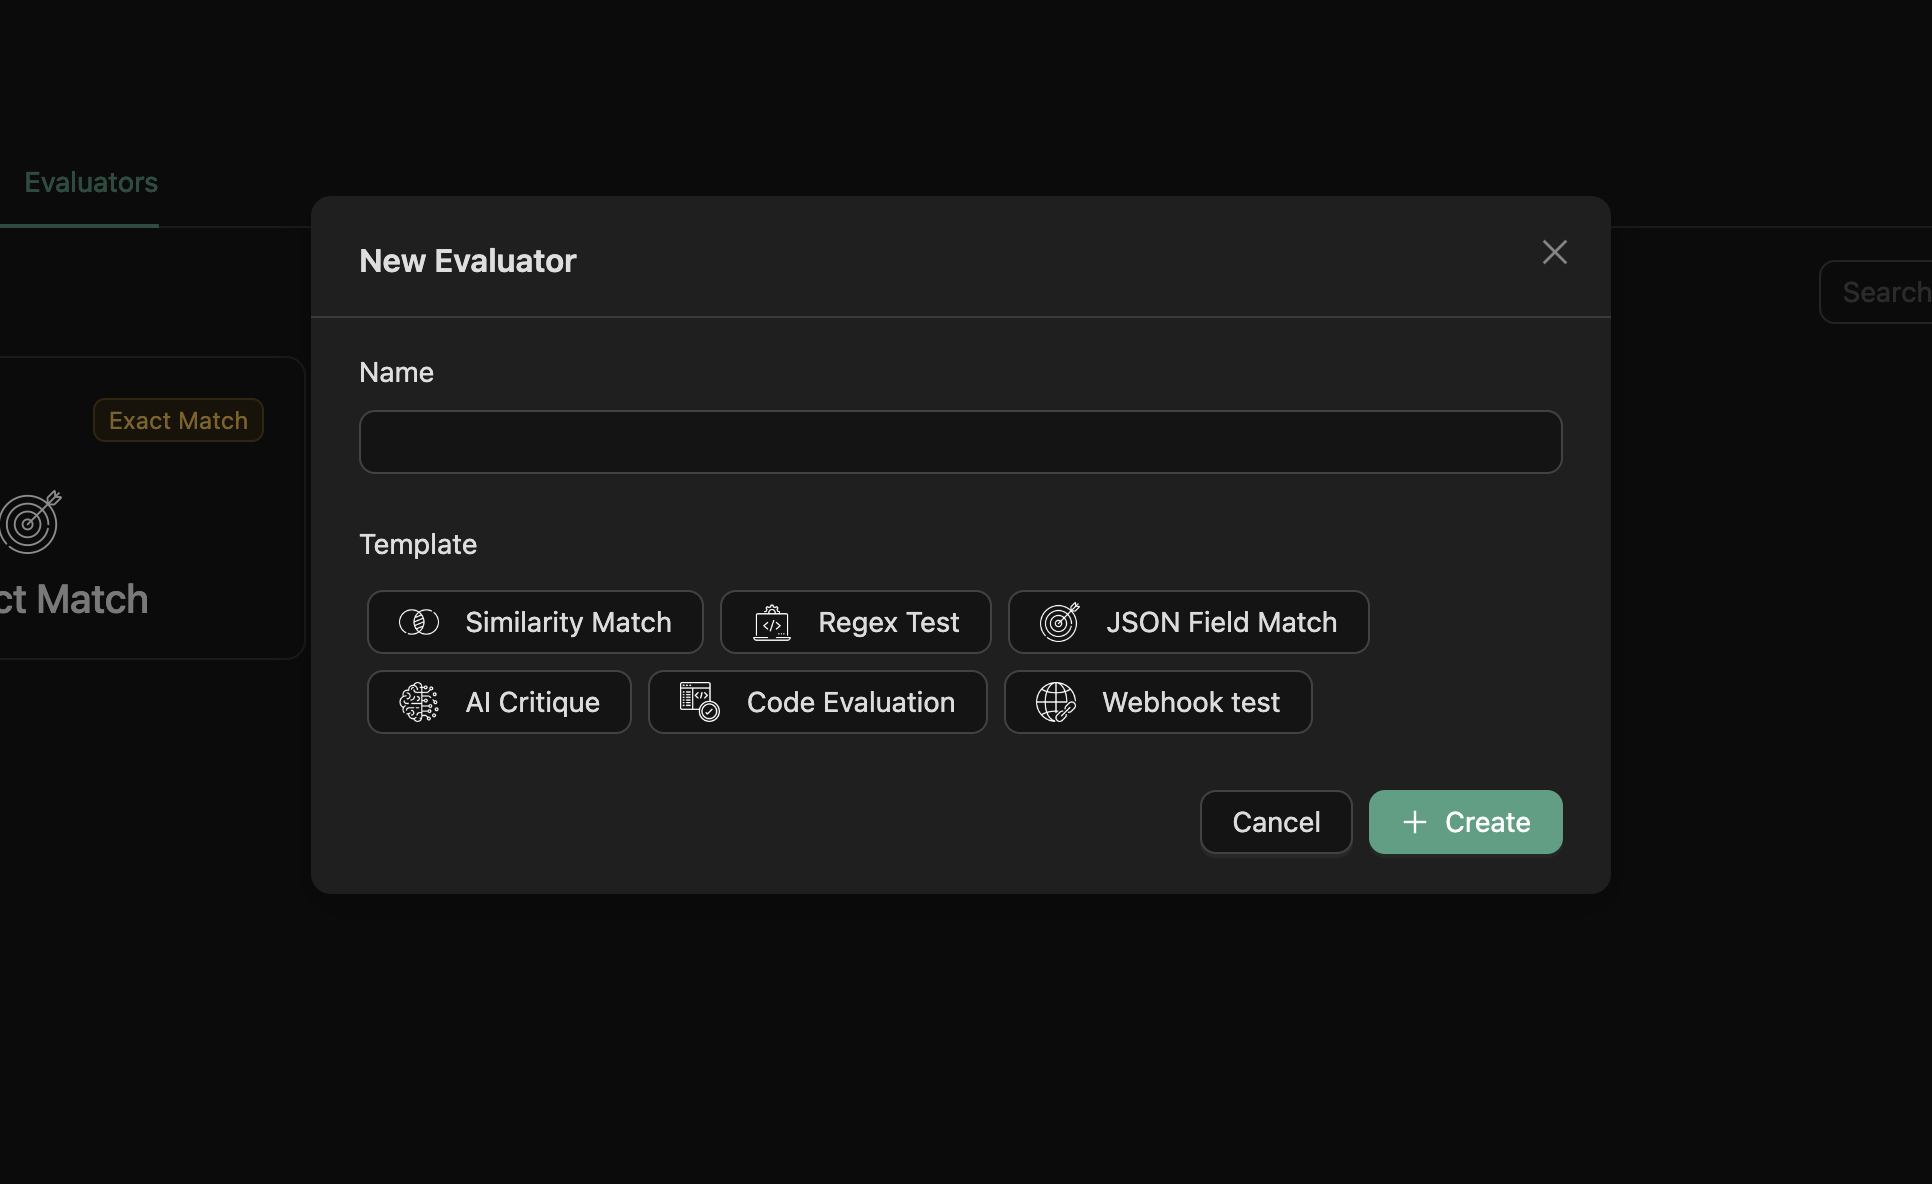 Evaluators
New Evaluator
Search
Name
Exact Match
Template
ct Match
Similarity Match
Regex Test
JSON Field Match
AI Critique
Code Evaluation
Webhook test
Cancel
+ Create